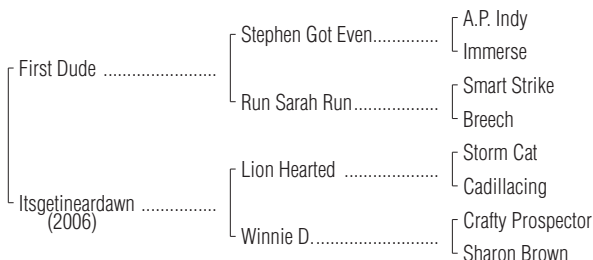 First Dude ........................
Stephen Got Even...............
A.P. Indy
Immerse
Run Sarah Run...................
Smart Strike
Breech
Itsgetineardawn ................
(2006)
Lion Hearted .....................
Storm Cat
Cadillacing
Winnie D............................
Crafty Prospector
Sharon Brown